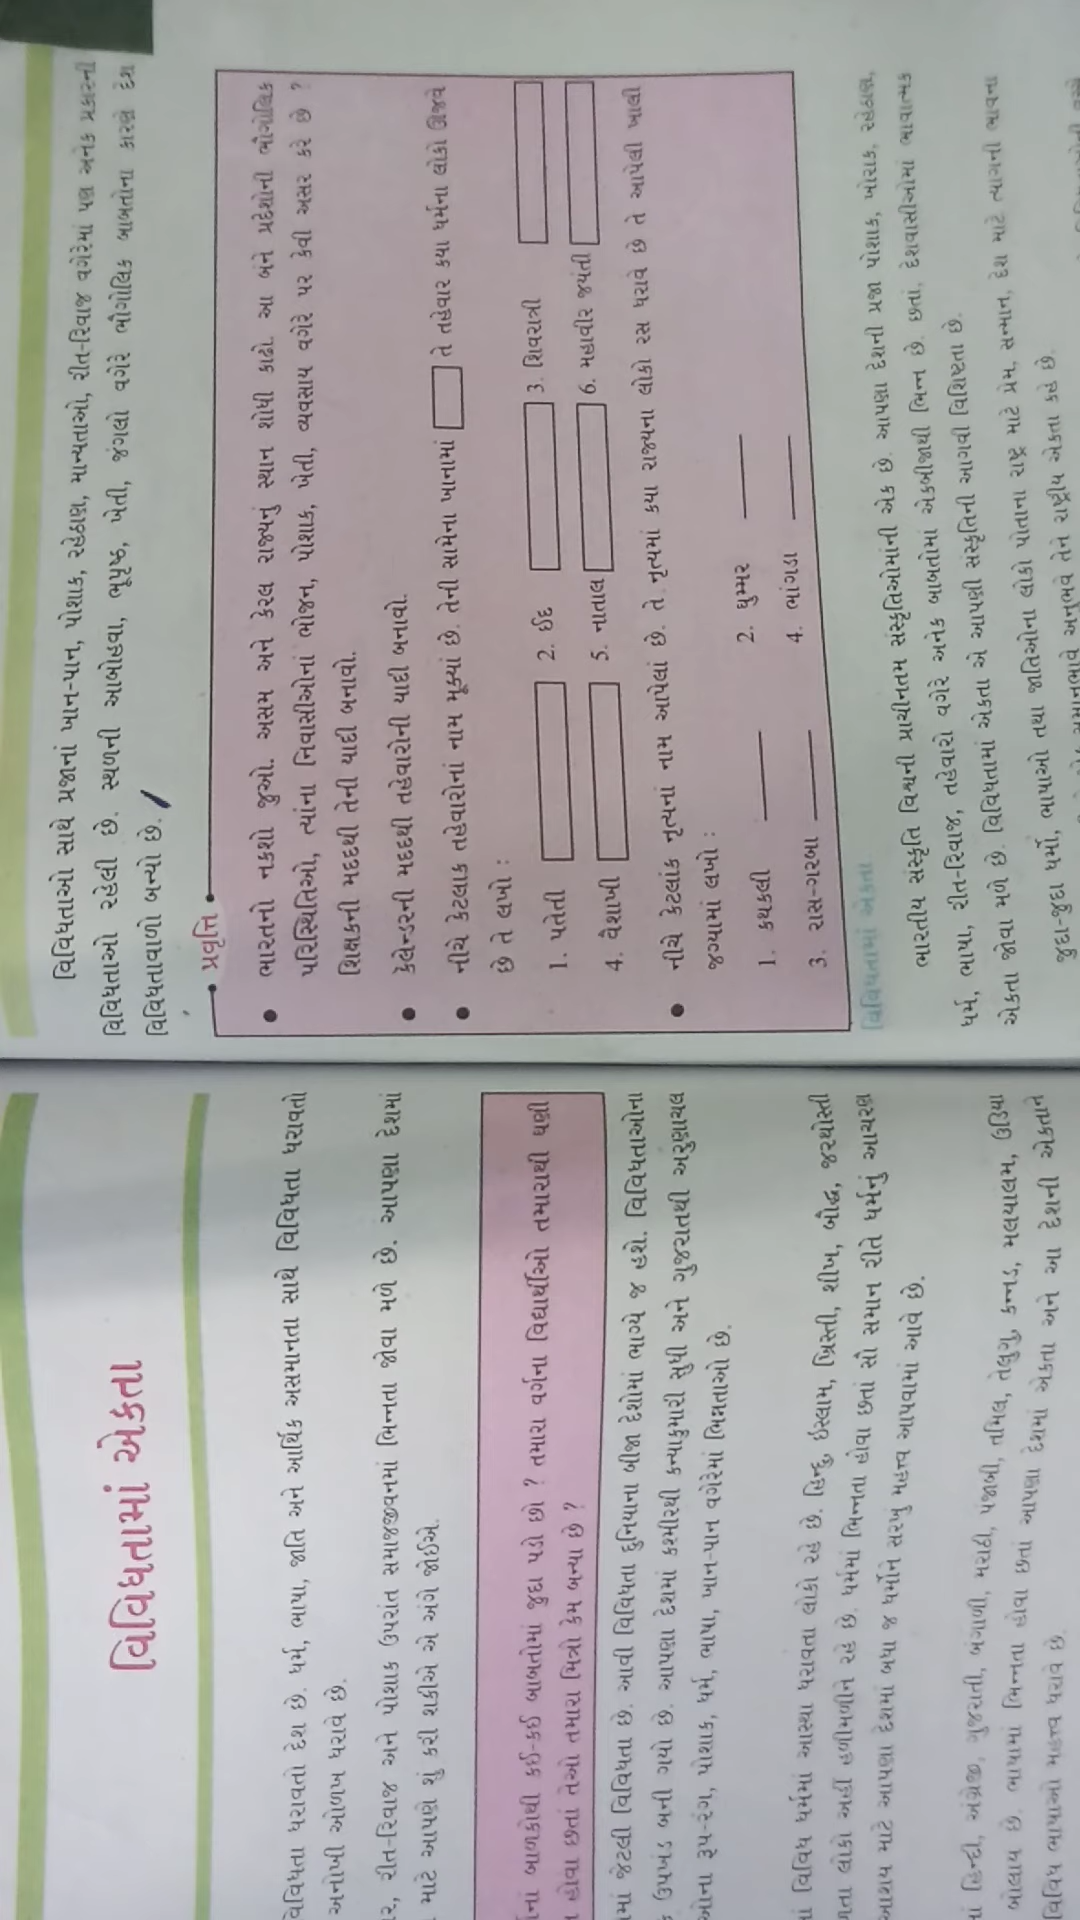 વિવિધતામાં એકતા
વિવિધતા ધરાવતો દેશ છે. ધર્મ, ભાષા, જાતિ અને આર્થિક અસમાનતા સાથે વિવિધતા ધરાવતો
અનોખી ઓળખ ધરાવે છે.
રીત-રિવાજ અને પોશાક ઉપરાંત સમાજજીવનમાં ભિન્નતા જોવા મળે છે. આપણા દેશમાં
માટે આપણે શું કરી શકીએ એ અંગે જોઈએ.
બાળકોથી કઈ-કઈ બાબતોમાં જુદા પડો છો ? તમારા વર્ગના વિદ્યાર્થીઓ તમારાથી ઘણી
હોવા છતાં તેઓ તમારા મિત્રો કેમ બન્યા છે ?
જેટલી વિવિધતા છે. આવી વિવિધતા દુનિયાના બીજા દેશોમાં ભાગ્યે જ હશે. વિવિધતાઓના
ઉપખંડ બની ગયો છે. આપણા દેશમાં કશ્મીરથી કન્યાકુમારી સુધી અને ગુજરાતથી અરુણાચલ
રૂપ-રંગ, પોશાક, ધર્મ, ભાષા, ખાન-પાન વગેરેમાં ભિન્નતાઓ છે.
વિવિધ ધર્મમાં આસ્થા ધરાવતા લોકો રહે છે. હિન્દુ, ઈસ્લામ, ખ્રિસ્તી, શીખ, બૌદ્ધ, જરથોસ્તી
લોકો અહીં હળીમળીને રહે છે. ધર્મમાં ભિન્નતા હોવા છતાં સૌ સમાન રીતે ધર્મનું આચરણ
આશય માટે આપણા દેશમાં બધા જ ધર્મોને સરખું મહત્ત્વ આપવામાં આવે છે.
હિન્દી, અંગ્રેજી, ગુજરાતી, બંગાળી, મરાઠી, પંજાબી, તમિલ, તેલુગુ, કન્નડ, મલયાલમ, ઉડિયા
બોલાય છે. ભાષામાં ભિન્નતા હોવા છતાં આપણા દેશમાં એકતા અને આ દેશની એકતાને
વિવિધ ભાષાઓ મહત્ત્વ ધરાવે છે.
વિવિધતાઓ સાથે પ્રજાનાં ખાન-પાન, પોશાક, રહેઠાણ, માન્યતાઓ, રીત-રિવાજ વગેરેમાં પણ અનેક પ્રકારની
વિવિધતાઓ રહેલી છે. સ્થળની આબોહવા, ભૂપૃષ્ઠ, ખેતી, જંગલો વગેરે ભૌગોલિક બાબતોના કારણે દેશ
વિવિધતાવાળો બન્યો છે.
પ્રવૃત્તિ
• ભારતનો નકશો જુઓ. અસમ અને કેરલ રાજ્યનું સ્થાન શોધી કાઢો. આ બંને પ્રદેશોની ભૌગોલિક
પરિસ્થિતિઓ, ત્યાંના નિવાસીઓનાં ભોજન, પોશાક, ખેતી, વ્યવસાય વગેરે પર કેવી અસર કરે છે ?
શિક્ષકની મદદથી તેની યાદી બનાવો.
• કેલેન્ડરની મદદથી તહેવારોની યાદી બનાવો.
• નીચે કેટલાક તહેવારોનાં નામ મૂક્યાં છે. તેની સામેના ખાનામાં તે તહેવાર કયા ધર્મના લોકો ઊજવે
છે તે લખો :
1. પતેતી 2. ઈદ 3. શિવરાત્રી
4. વૈશાખી 5. નાતાલ 6. મહાવીર જયંતી
• નીચે કેટલાંક નૃત્યનાં નામ આપેલાં છે. તે નૃત્યમાં કયા રાજ્યના લોકો રસ ધરાવે છે તે આપેલી ખાલી
જગ્યામાં લખો :
1. કથકલી 2. ઘુમ્મર
3. રાસ-ગરબા 4. ભાંગડા
વિવિધતામાં એકતા
ભારતીય સંસ્કૃતિ વિશ્વની પ્રાચીનતમ સંસ્કૃતિઓમાંની એક છે. આપણા દેશની પ્રજા પોશાક, ખોરાક, રહેઠાણ,
ધર્મ, ભાષા, રીત-રિવાજ, તહેવારો વગેરે અનેક બાબતોમાં એકબીજાથી ભિન્ન છે. છતાં, દેશવાસીઓમાં ભાવાત્મક
એકતા જોવા મળે છે. વિવિધતામાં એકતા એ આપણી સંસ્કૃતિની આગવી વિશિષ્ટતા છે.
જુદા-જુદા ધર્મો, ભાષાઓ તથા જાતિઓના લોકો પોતાના રાષ્ટ્ર માટે પ્રેમ, સન્માન, દેશ માટે ત્યાગની ભાવના
સમાનભાવે અનુભવે તેને રાષ્ટ્રીય એકતા કહે છે.